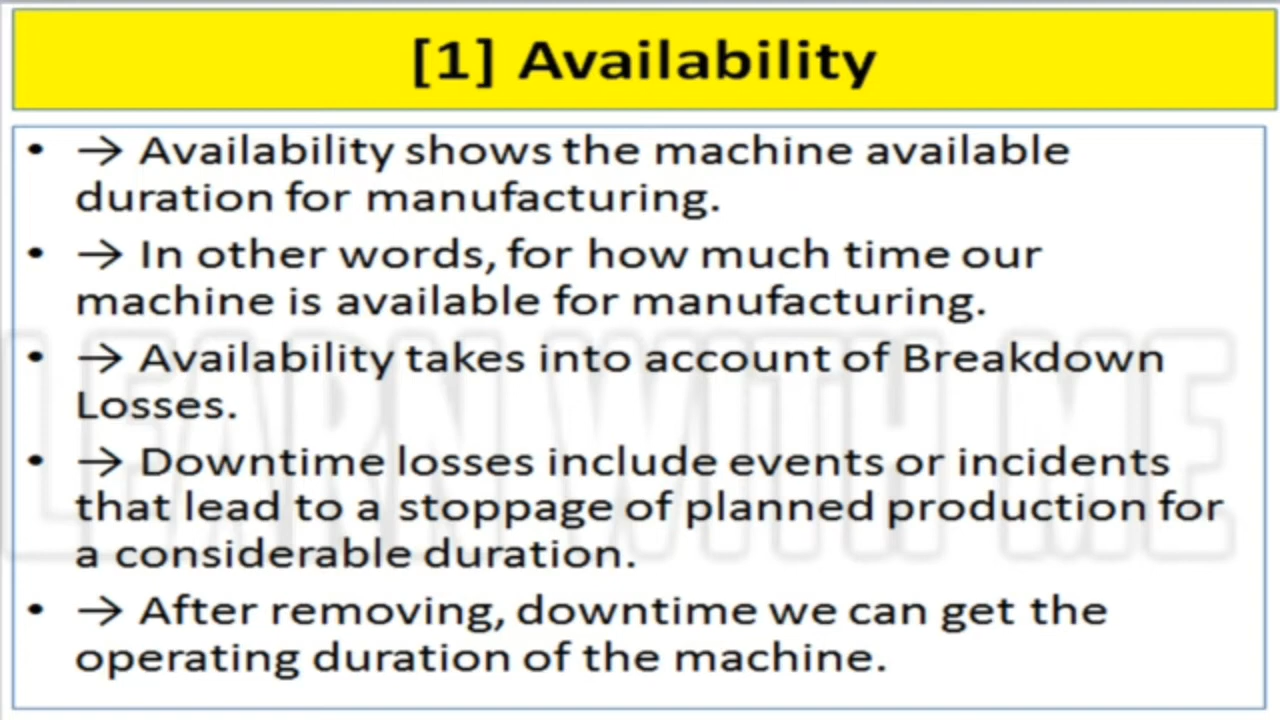 [1] Availability
• → Availability shows the machine available
duration for manufacturing.
• → In other words, for how much time our
machine is available for manufacturing.
• → Availability takes into account of Breakdown
Losses.
• → Downtime losses include events or incidents
that lead to a stoppage of planned production for
a considerable duration.
• → After removing, downtime we can get the
operating duration of the machine.
LEARN WITH ME